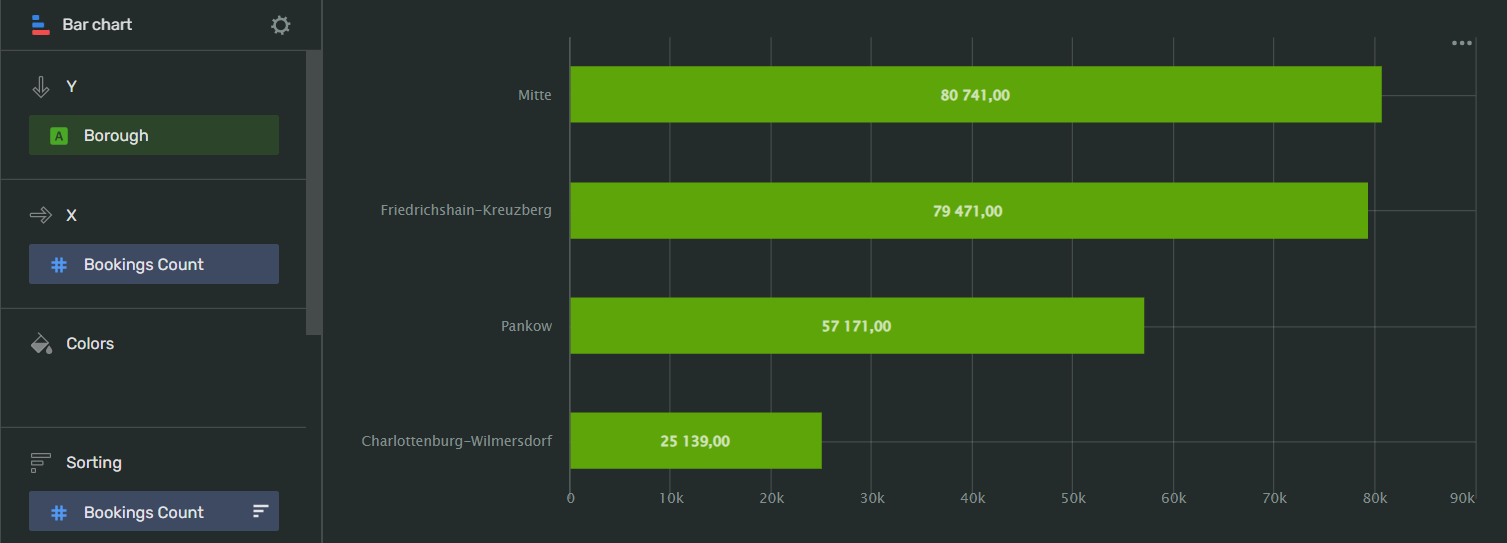 Bar chart
Y
A Borough
X
# Bookings Count
Colors
Sorting
# Bookings Count
Mitte
80 741,00
Friedrichshain-Kreuzberg
79 471,00
Pankow
57 171,00
Charlottenburg-Wilmersdorf
25 139,00
0 10k 20k 30k 40k 50k 60k 70k 80k 90k